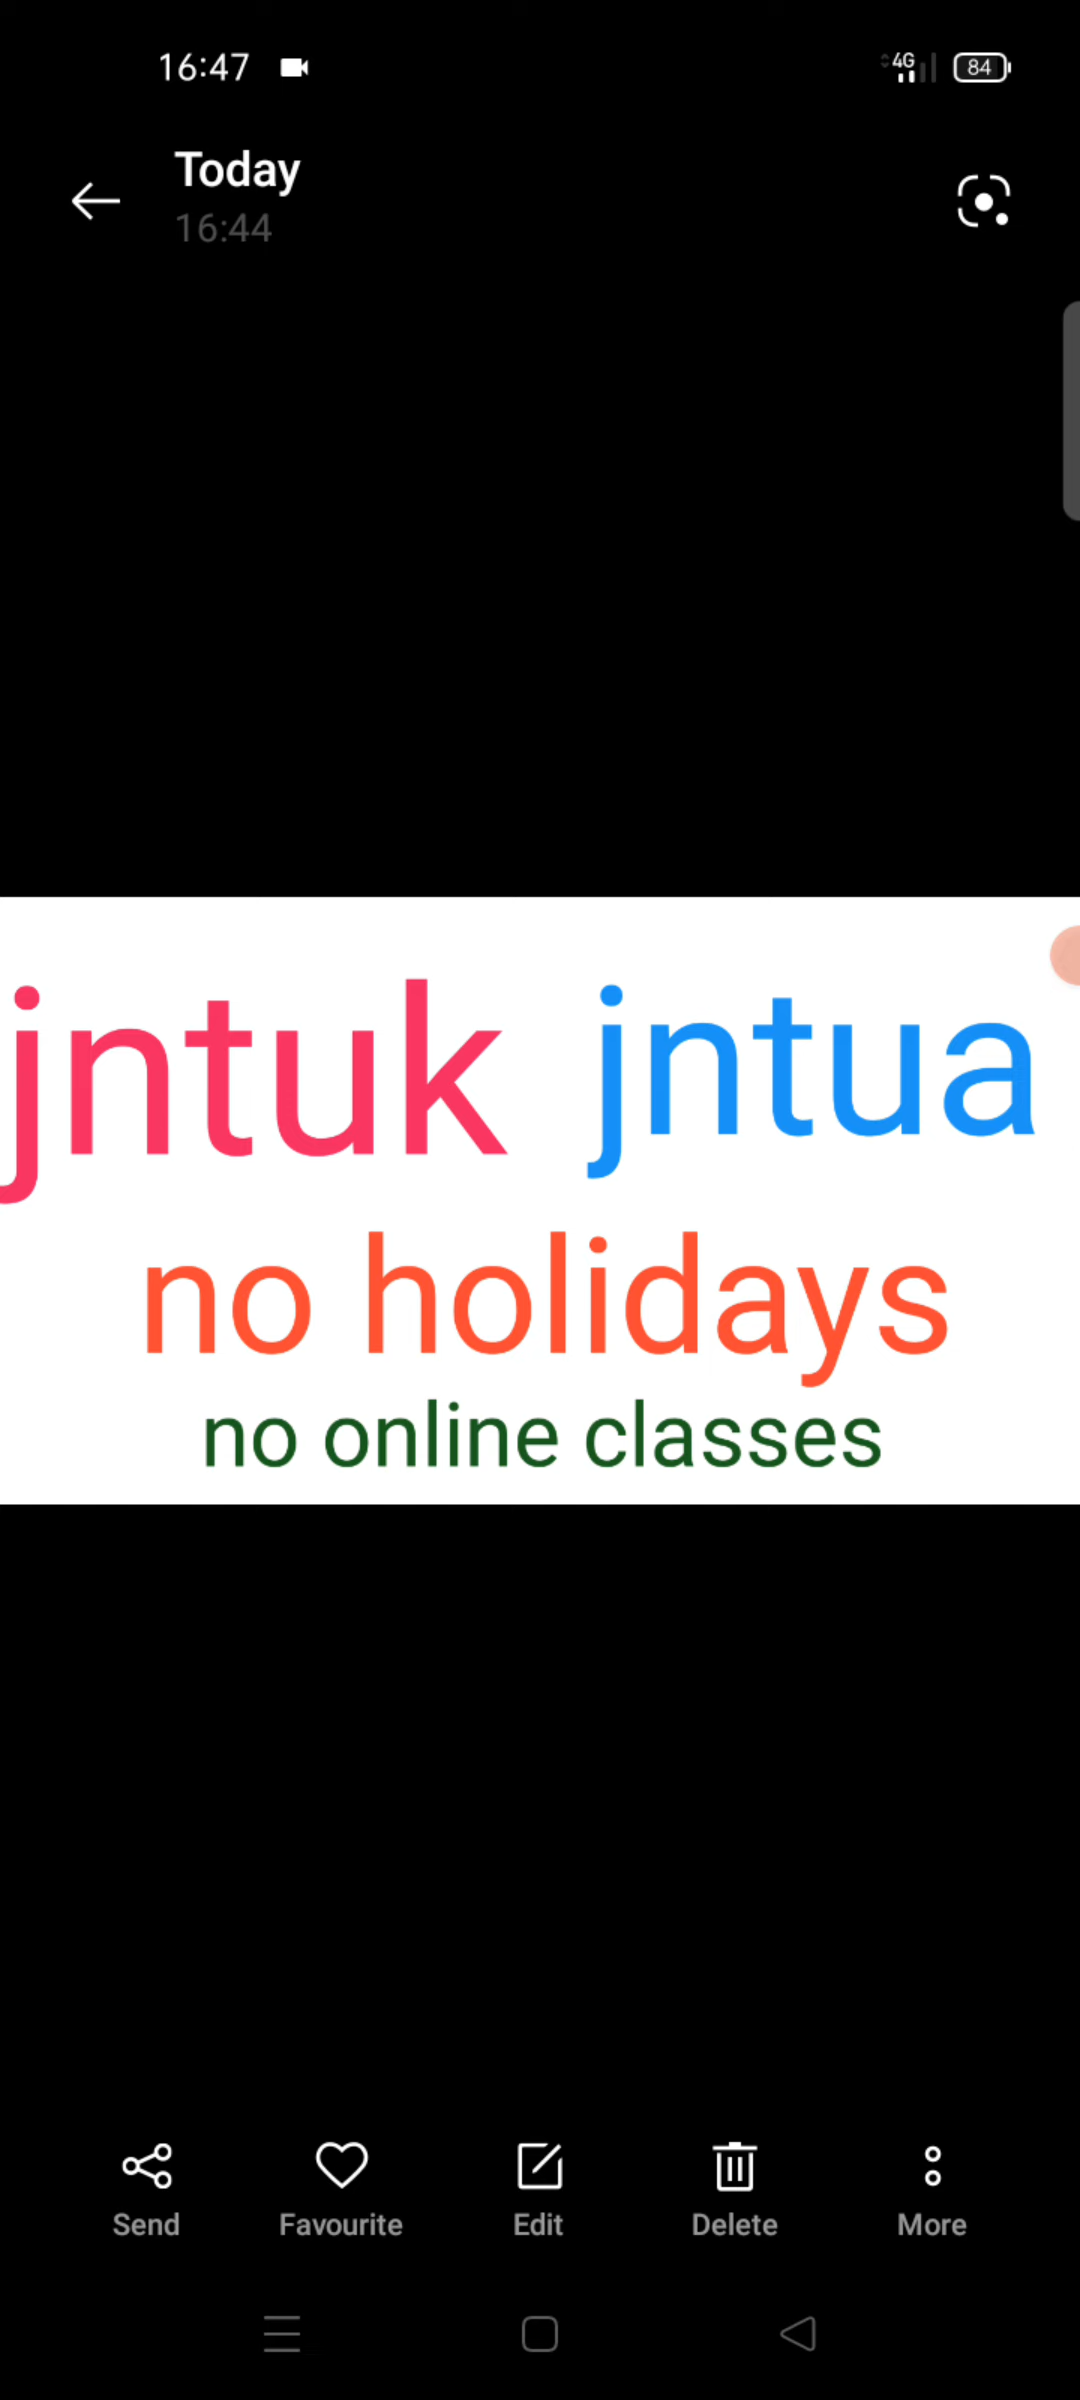 16:47 4G 84
Today
16:44
jntuk jntua
no holidays
no online classes
Send Favourite Edit Delete More